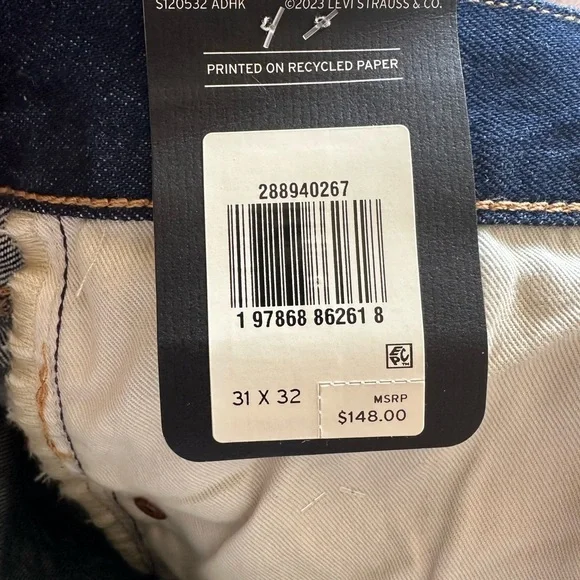 S120532 ADHK ©2023 LEVI STRAUSS & CO.
PRINTED ON RECYCLED PAPER
288940267
1 97868 86261 8
EPC
31 X 32
MSRP
$148.00